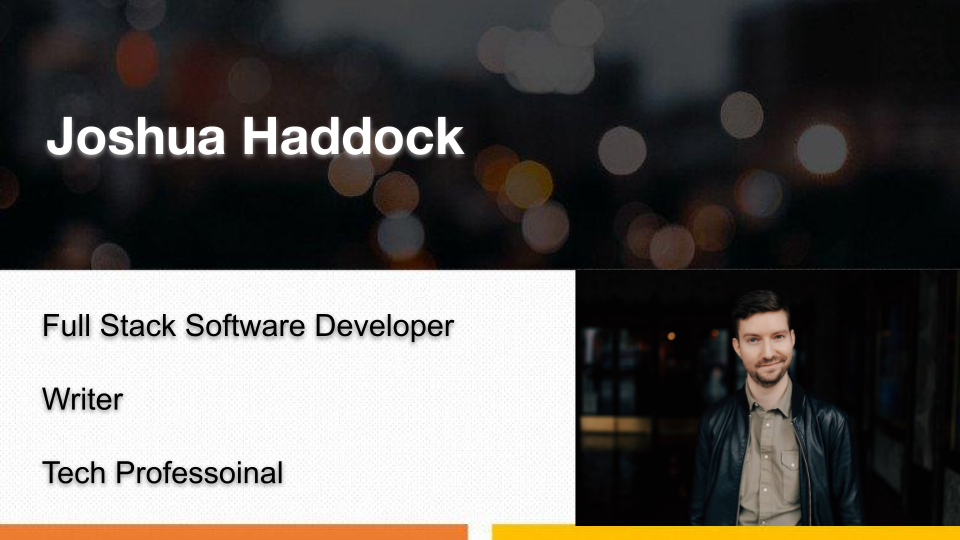 Joshua Haddock
Full Stack Software Developer
Writer
Tech Professoinal